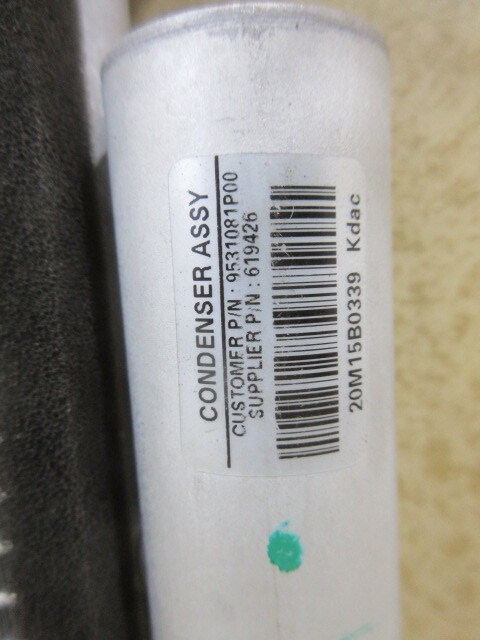 CONDENSER ASSY
CUSTOMER P/N : 9531081P00
SUPPLIER P/N : 619426
20M15B0339 Kdac